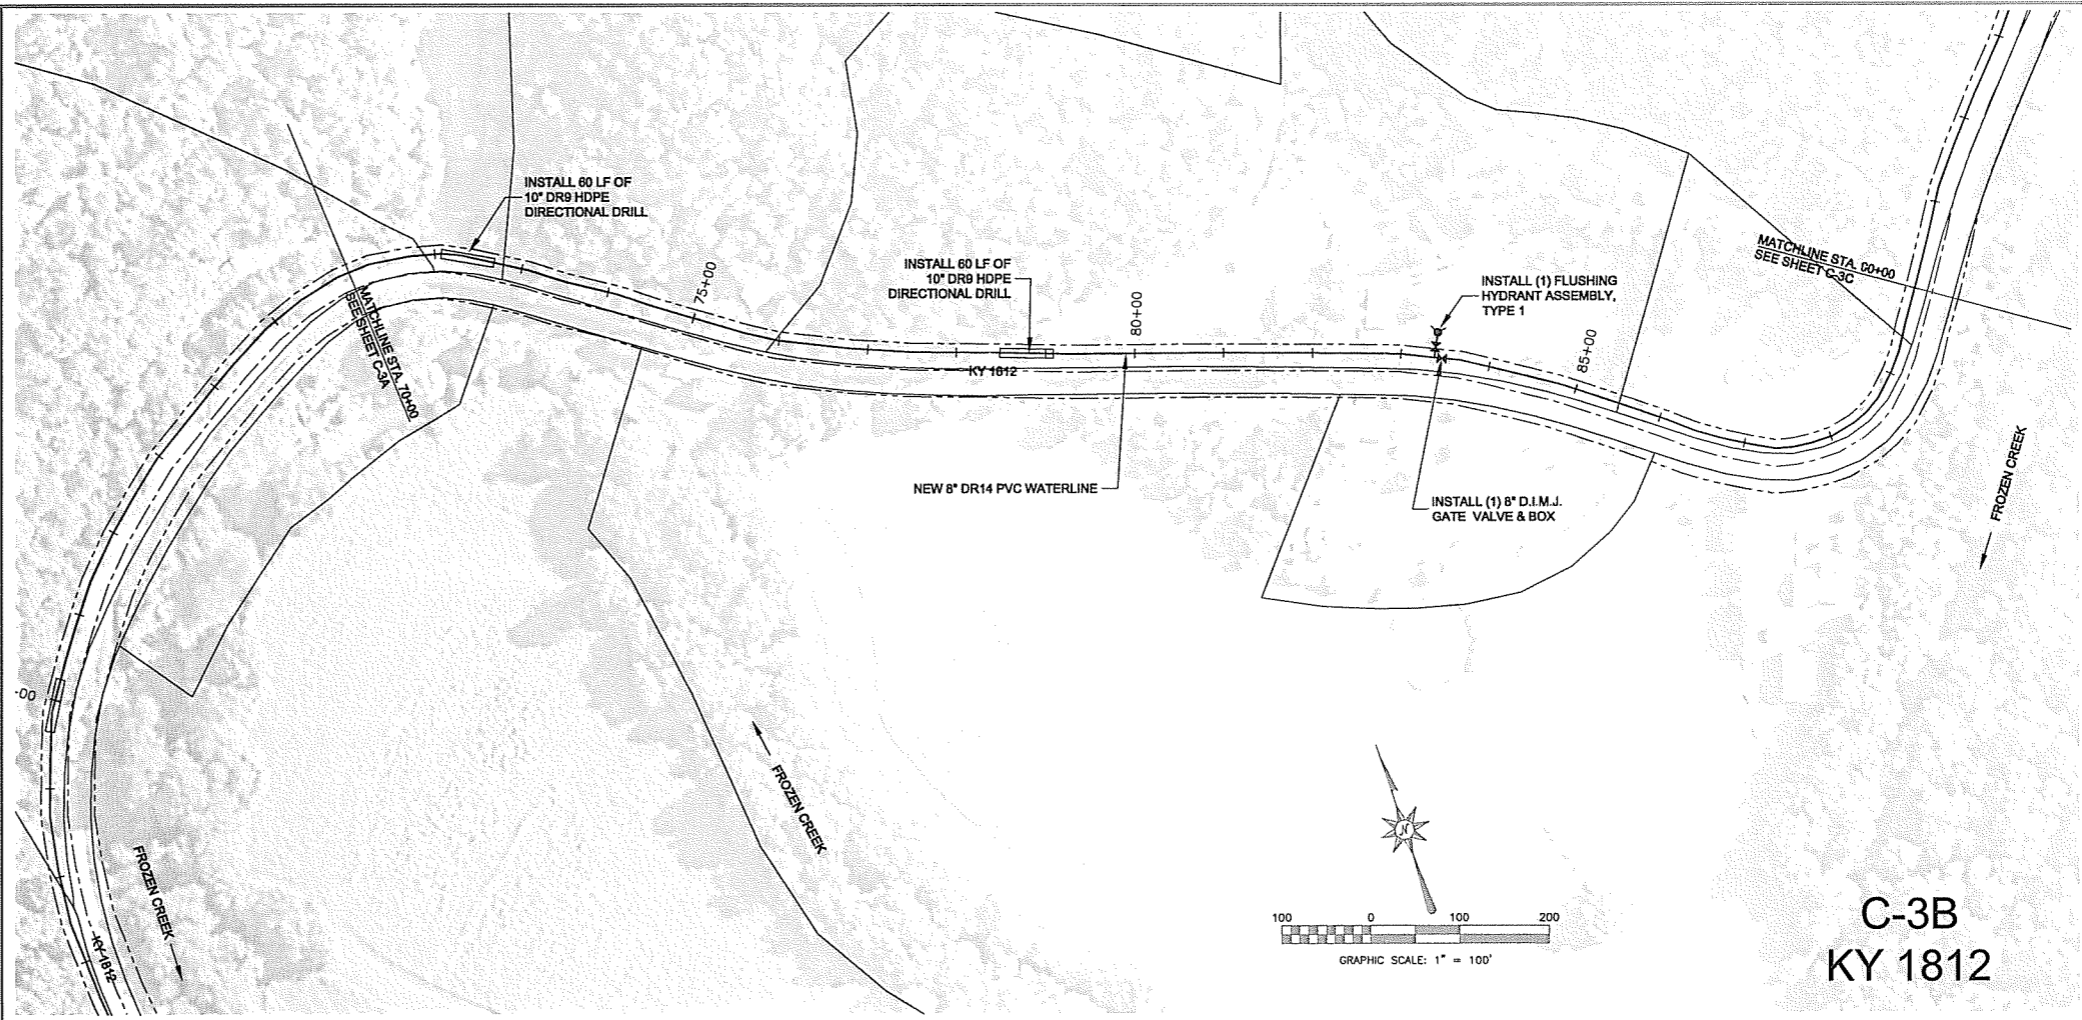 INSTALL 60 LF OF
10" DR9 HDPE
DIRECTIONAL DRILL
MATCHLINE STA. 70+00
SEE SHEET C-3A
75+00
INSTALL 60 LF OF
10" DR9 HDPE
DIRECTIONAL DRILL
KY 1812
80+00
INSTALL (1) FLUSHING
HYDRANT ASSEMBLY,
TYPE 1
85+00
MATCHLINE STA. 90+00
SEE SHEET C-3C
NEW 8" DR14 PVC WATERLINE
INSTALL (1) 8" D.I.M.J.
GATE VALVE & BOX
FROZEN CREEK
-00
FROZEN CREEK
FROZEN CREEK
KY 1812
N
100 0 100 200
GRAPHIC SCALE: 1" = 100'
C-3B
KY 1812